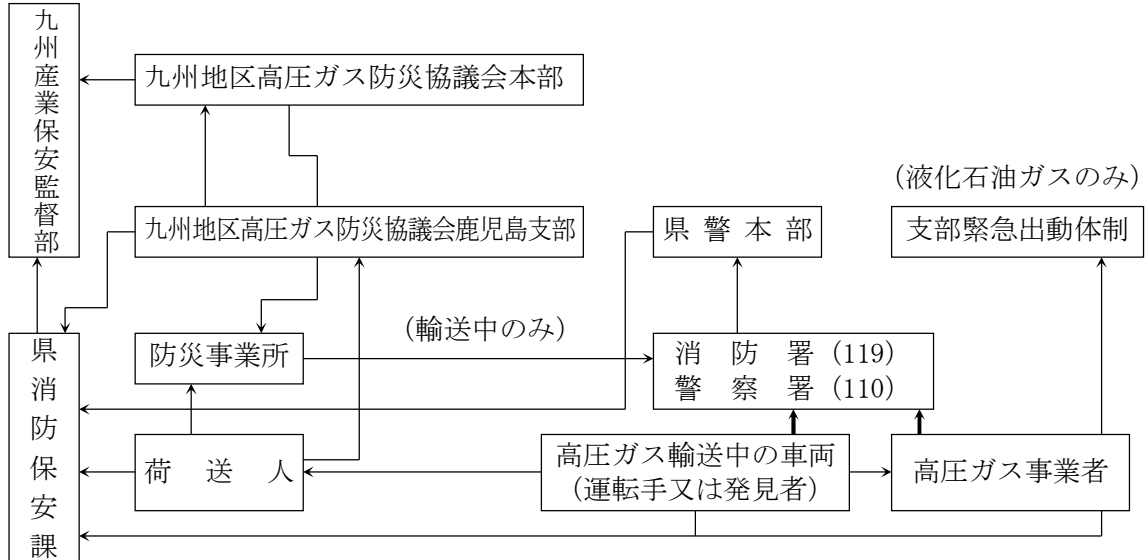 九州産業保安監督部
九州地区高圧ガス防災協議会本部
(液化石油ガスのみ)
九州地区高圧ガス防災協議会鹿児島支部
県警本部
支部緊急出動体制
県消防保安課
防災事業所
(輸送中のみ)
消防署(119)
警察署(110)
荷送人
高圧ガス輸送中の車両
(運転手又は発見者)
高圧ガス事業者